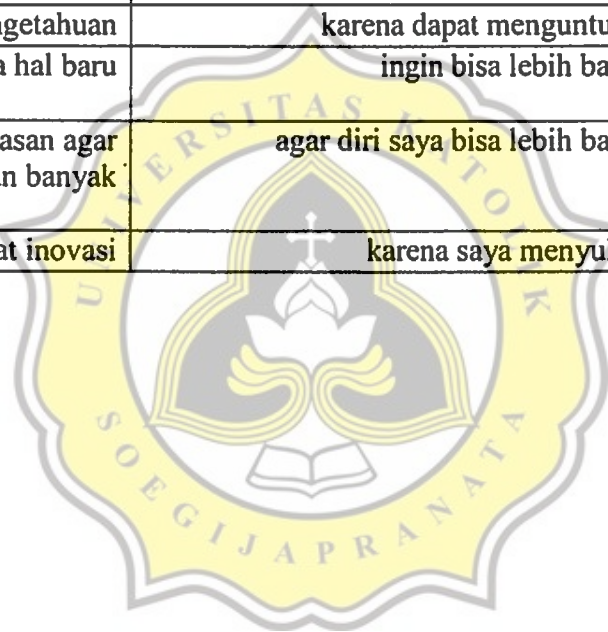 ngetahuan karena dapat menguntu
a hal baru ingin bisa lebih ba
asan agar agar diri saya bisa lebih ba
n banyak
at inovasi karena saya menyu
UNIVERSITAS KATOLIK
SOEGIJAPRANATA